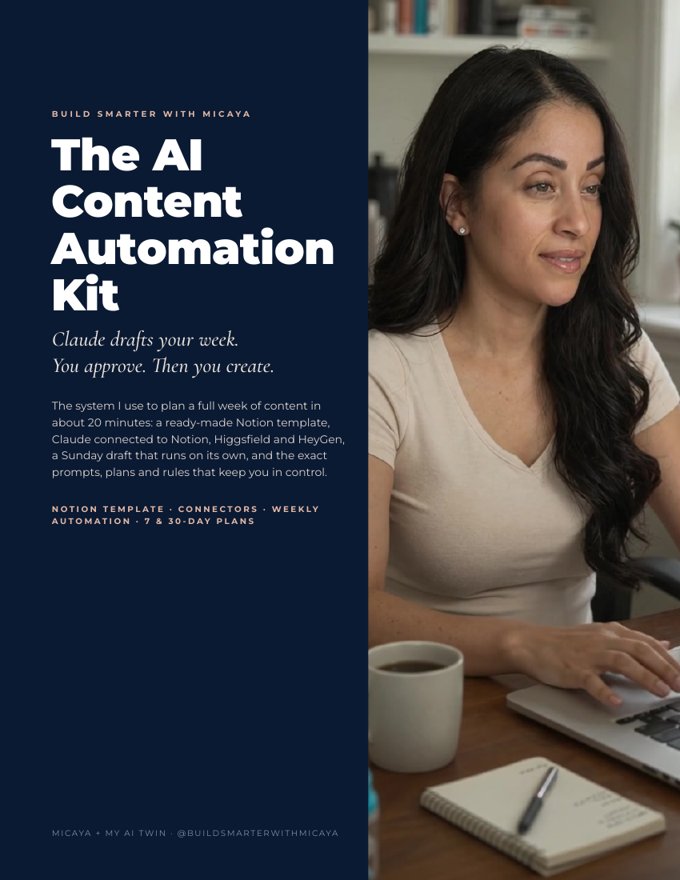 BUILD SMARTER WITH MICAYA
The AI
Content
Automation
Kit
Claude drafts your week.
You approve. Then you create.
The system I use to plan a full week of content in
about 20 minutes: a ready-made Notion template,
Claude connected to Notion, Higgsfield and HeyGen,
a Sunday draft that runs on its own, and the exact
prompts, plans and rules that keep you in control.
NOTION TEMPLATE · CONNECTORS · WEEKLY
AUTOMATION · 7 & 30-DAY PLANS
MICAYA + MY AI TWIN · @BUILDSMARTERWITHMICAYA